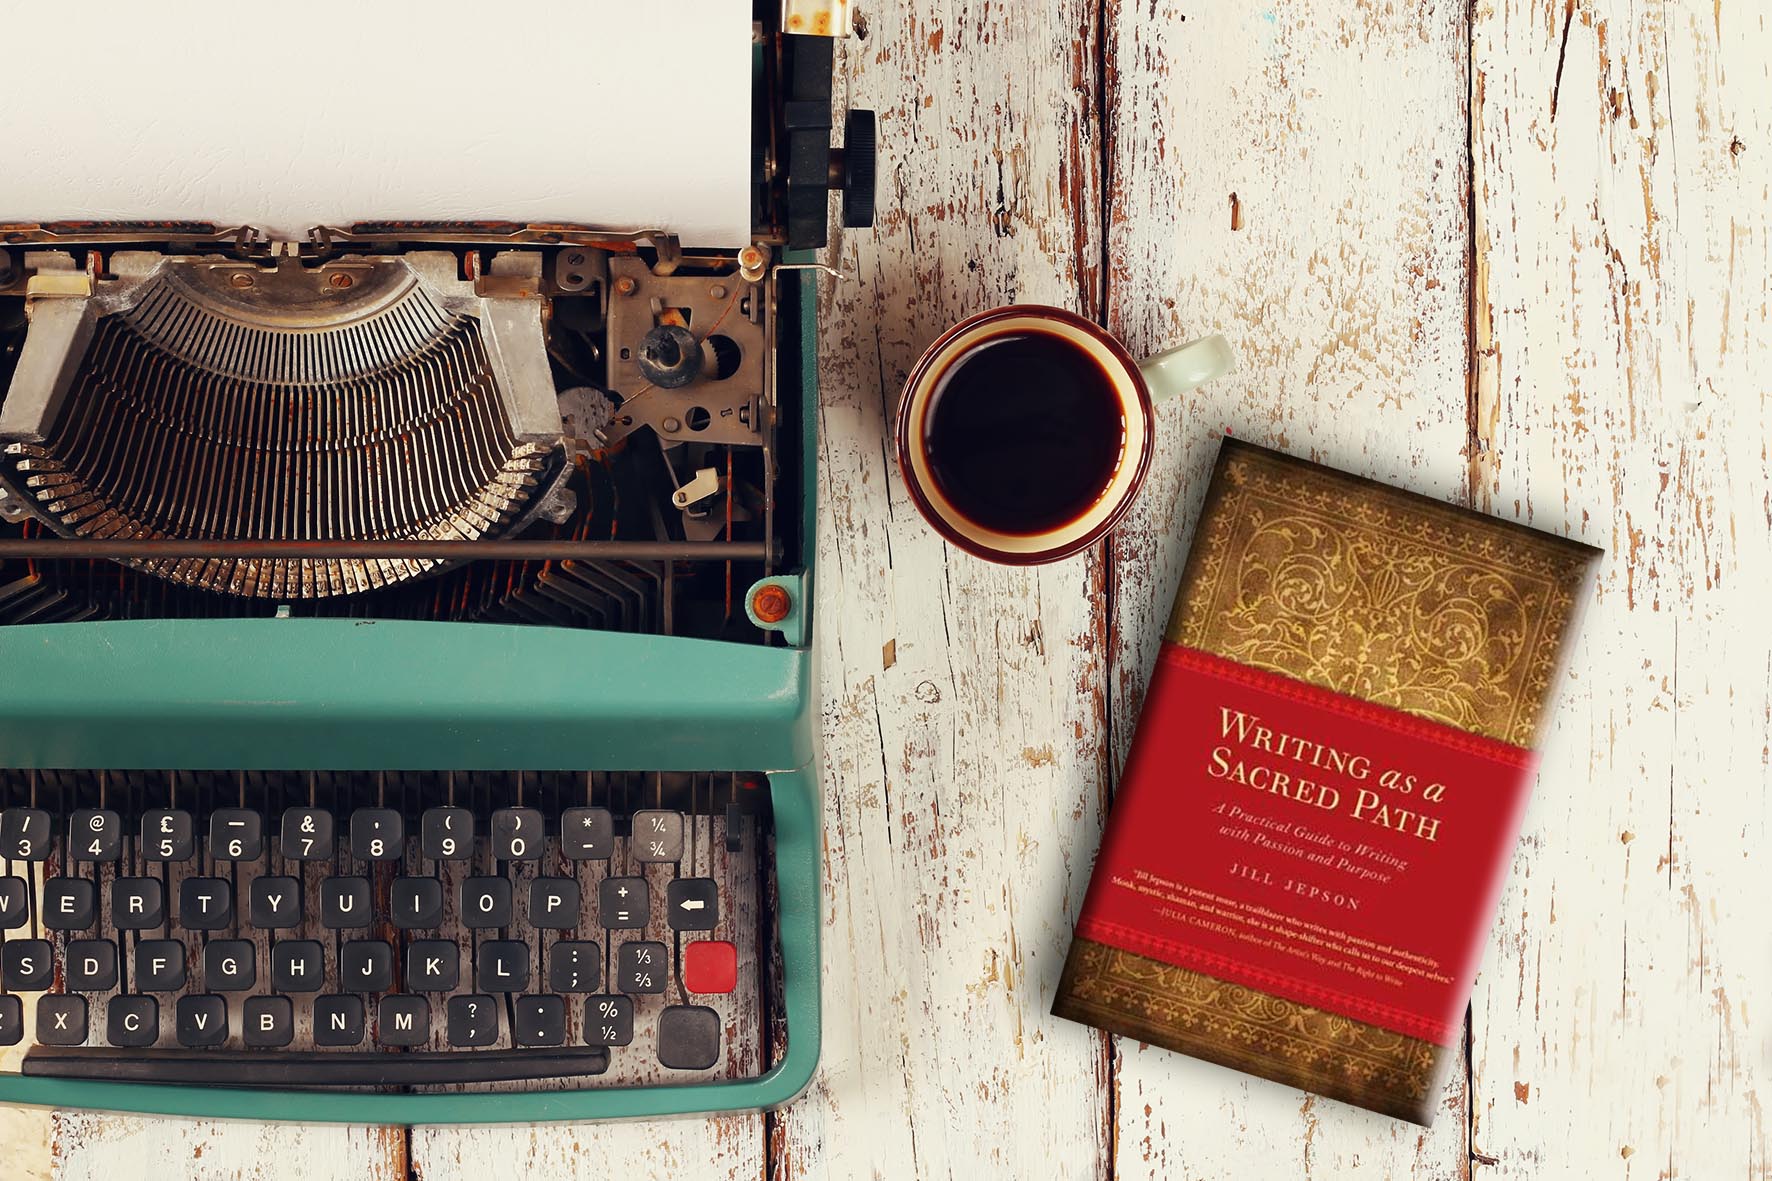 / @ £ — & ' ( ) * ¼
3 4 5 6 7 8 9 0 - ¾
W E R T Y U I O P + ←
=
S D F G H J K L : ⅓
; ⅔
Z X C V B N M ? : %
, . ½
WRITING as a
SACRED PATH
A Practical Guide to Writing
with Passion and Purpose
JILL JEPSON
"Jill Jepson is a potent muse, a trailblazer who writes with passion and authenticity.
Monk, mystic, shaman, and warrior, she is a shape-shifter who calls us to our deepest selves."
—JULIA CAMERON, author of The Artist's Way and The Right to Write